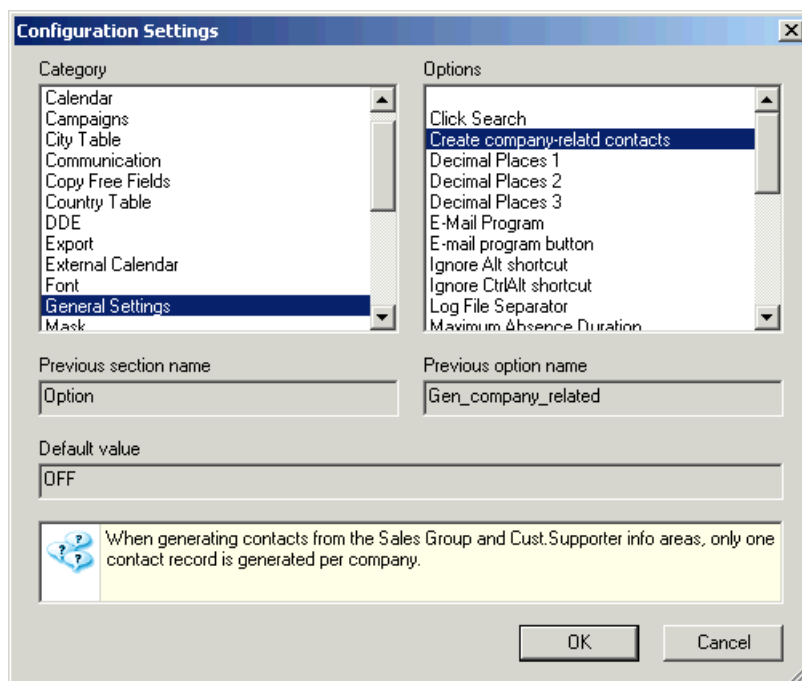 Configuration Settings
Category
Calendar
Campaigns
City Table
Communication
Copy Free Fields
Country Table
DDE
Export
External Calendar
Font
General Settings
Mask
Options
Click Search
Create company-relatd contacts
Decimal Places 1
Decimal Places 2
Decimal Places 3
E-Mail Program
E-mail program button
Ignore Alt shortcut
Ignore CtrlAlt shortcut
Log File Separator
Maximum Absence Duration
Previous section name
Option
Previous option name
Gen_company_related
Default value
OFF
When generating contacts from the Sales Group and Cust.Supporter info areas, only one
contact record is generated per company.
OK
Cancel